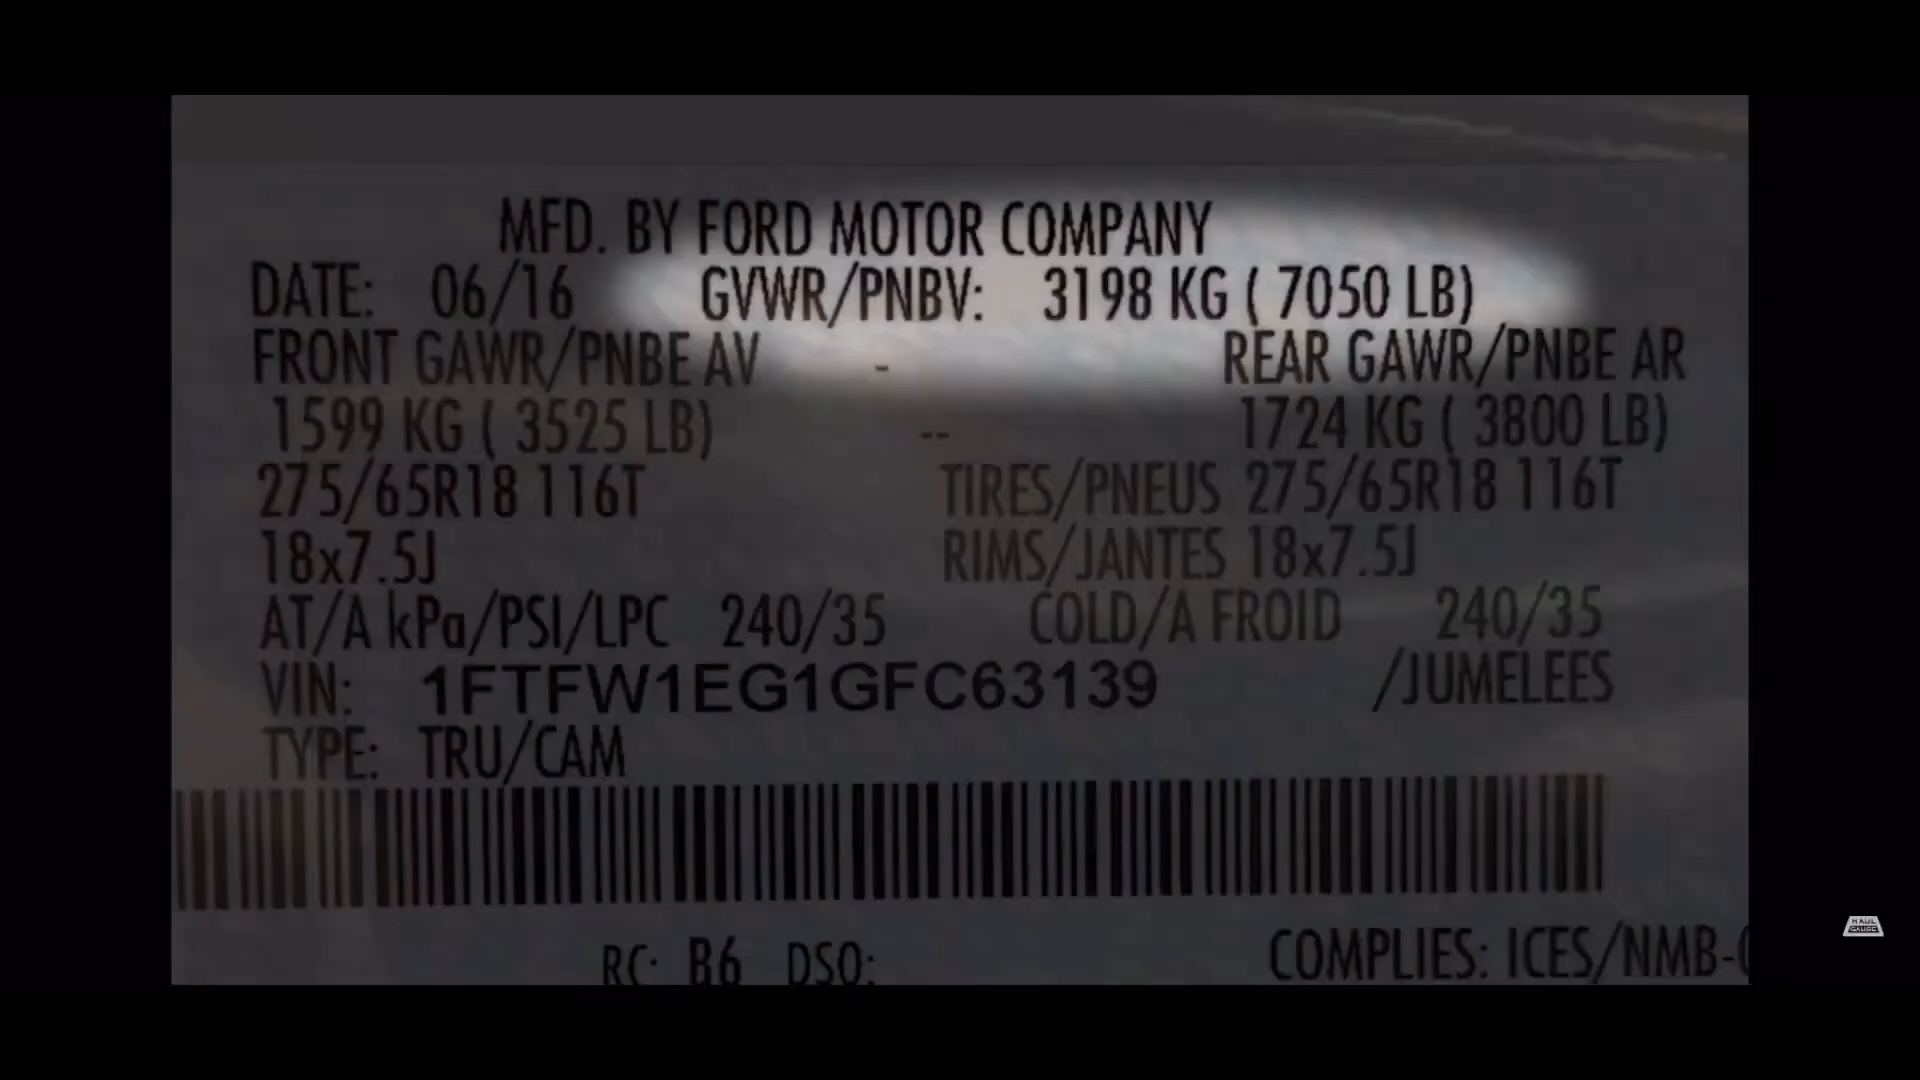 MFD. BY FORD MOTOR COMPANY
DATE: 06/16 GVWR/PNBV: 3198 KG ( 7050 LB)
FRONT GAWR/PNBE AV - REAR GAWR/PNBE AR
1599 KG ( 3525 LB) -- 1724 KG ( 3800 LB)
275/65R18 116T TIRES/PNEUS 275/65R18 116T
18x7.5J RIMS/JANTES 18x7.5J
AT/A kPa/PSI/LPC 240/35 COLD/A FROID 240/35
VIN: 1FTFW1EG1GFC63139 /JUMELEES
TYPE: TRU/CAM
RC: B6 DSO: COMPLIES: ICES/NMB-
HAUL
GAUGE